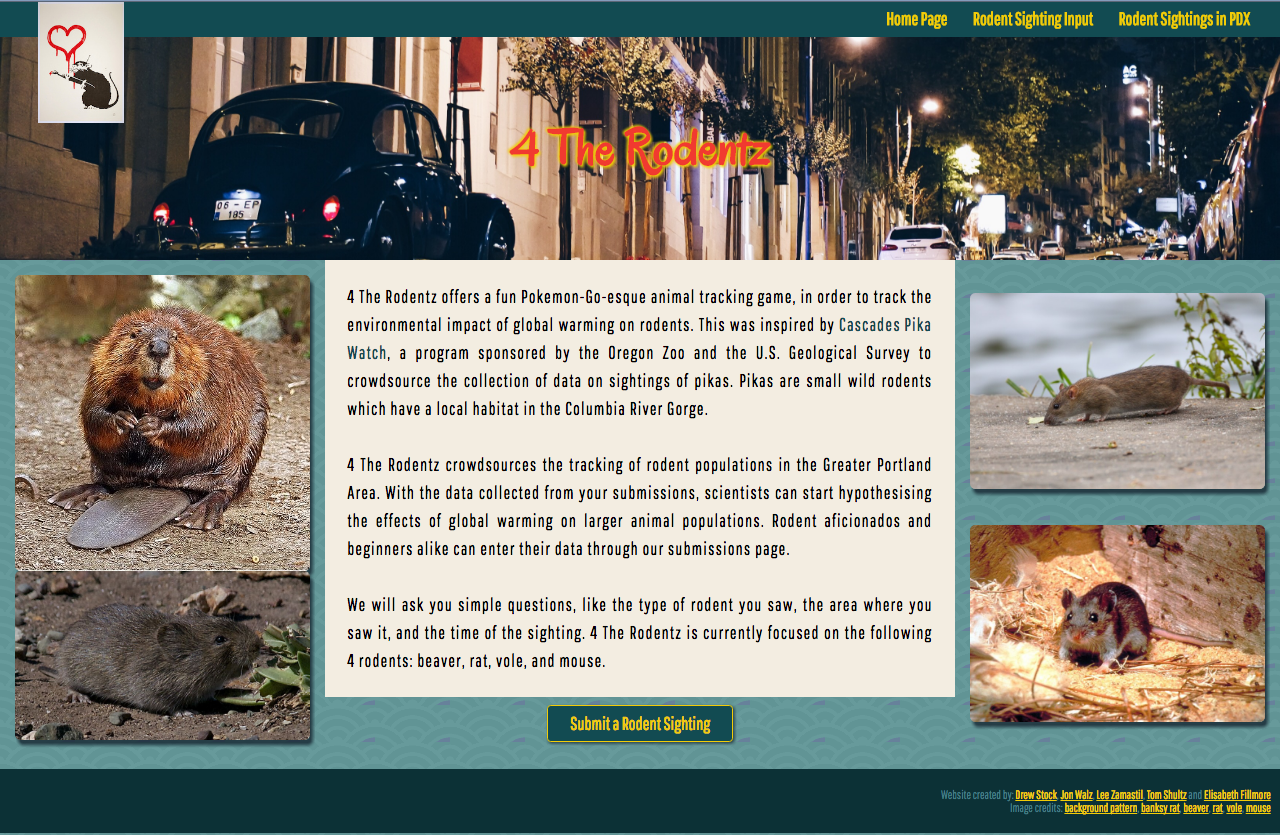 Home Page Rodent Sighting Input Rodent Sightings in PDX
AG
06 - EP
185
4 The Rodentz
4 The Rodentz offers a fun Pokemon-Go-esque animal tracking game, in order to track the
environmental impact of global warming on rodents. This was inspired by Cascades Pika
Watch, a program sponsored by the Oregon Zoo and the U.S. Geological Survey to
crowdsource the collection of data on sightings of pikas. Pikas are small wild rodents
which have a local habitat in the Columbia River Gorge.
4 The Rodentz crowdsources the tracking of rodent populations in the Greater Portland
Area. With the data collected from your submissions, scientists can start hypothesising
the effects of global warming on larger animal populations. Rodent aficionados and
beginners alike can enter their data through our submissions page.
We will ask you simple questions, like the type of rodent you saw, the area where you
saw it, and the time of the sighting. 4 The Rodentz is currently focused on the following
4 rodents: beaver, rat, vole, and mouse.
Submit a Rodent Sighting
Website created by: Drew Stock, Jon Walz, Lee Zamastil, Tom Shultz and Elisabeth Fillmore
Image credits: background pattern, banksy rat, beaver, rat, vole, mouse